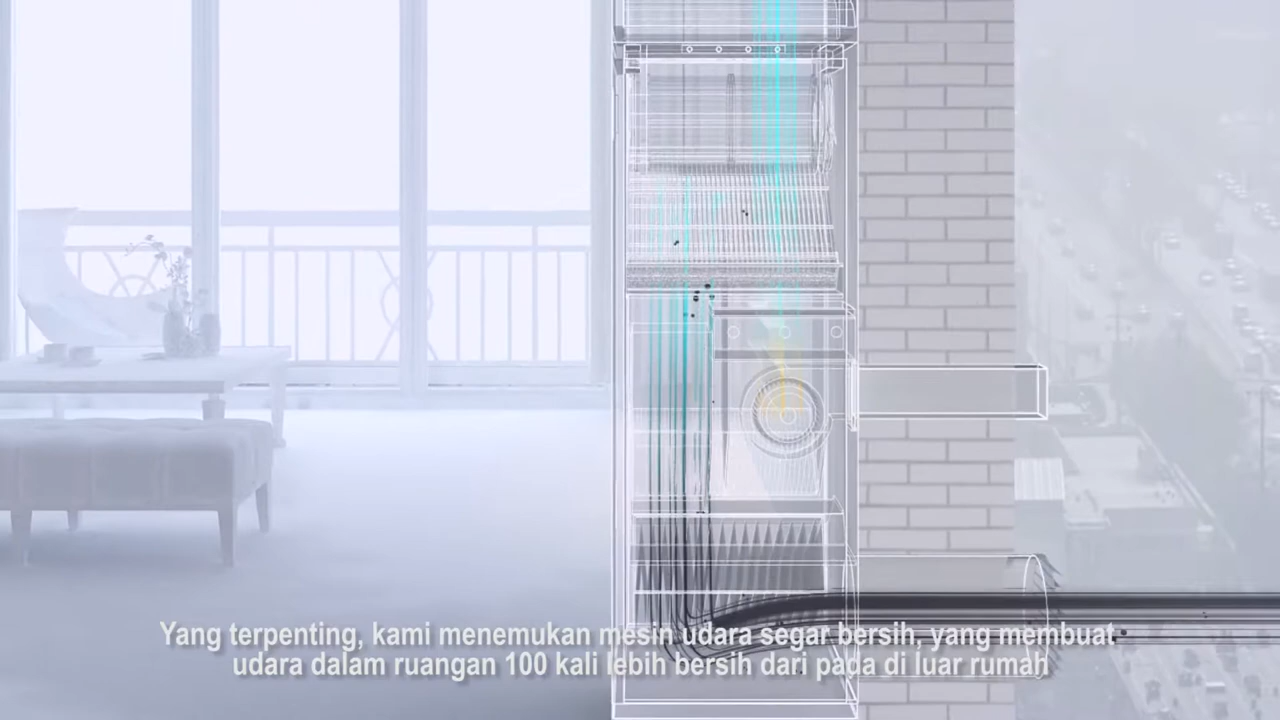 Yang terpenting, kami menemukan mesin udara segar bersih, yang membuat
udara dalam ruangan 100 kali lebih bersih dari pada di luar rumah